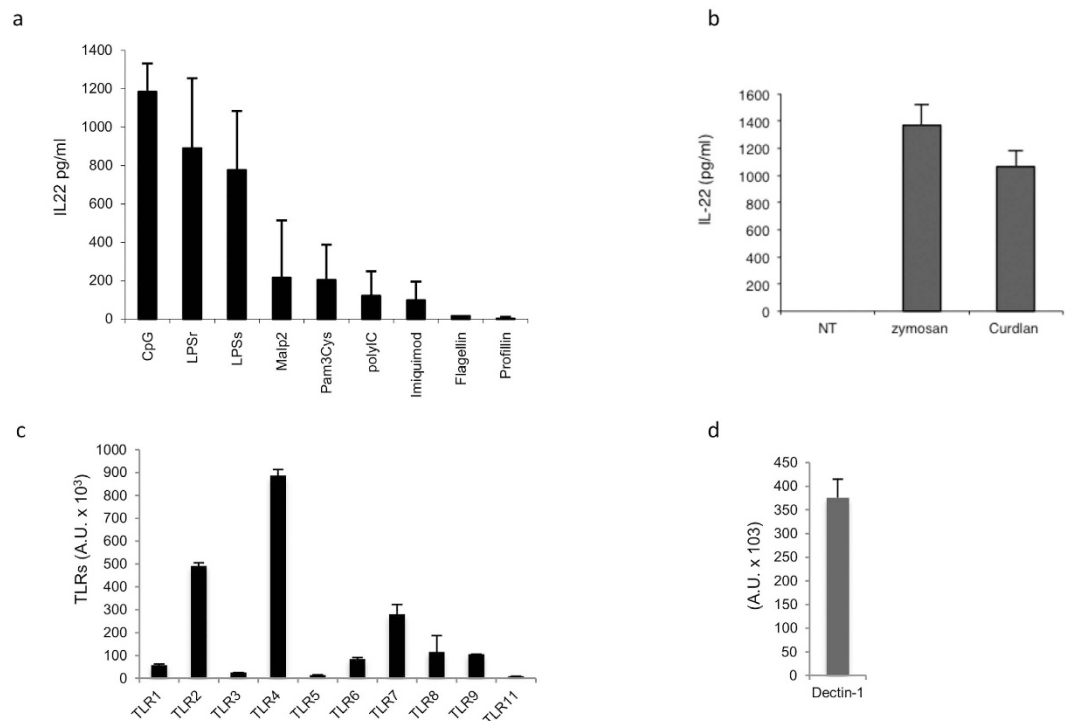 a
IL22 pg/ml
1400
1200
1000
800
600
400
200
0
CpG
LPSr
LPSs
Malp2
Pam3Cys
polyIC
Imiquimod
Flagellin
Profillin
b
IL-22 (pg/ml)
1600
1400
1200
1000
800
600
400
200
0
NT
zymosan
Curdlan
c
TLRs (A.U. x 10³)
1000
900
800
700
600
500
400
300
200
100
0
TLR1
TLR2
TLR3
TLR4
TLR5
TLR6
TLR7
TLR8
TLR9
TLR11
d
(A.U. x 103)
450
400
350
300
250
200
150
100
50
0
Dectin-1